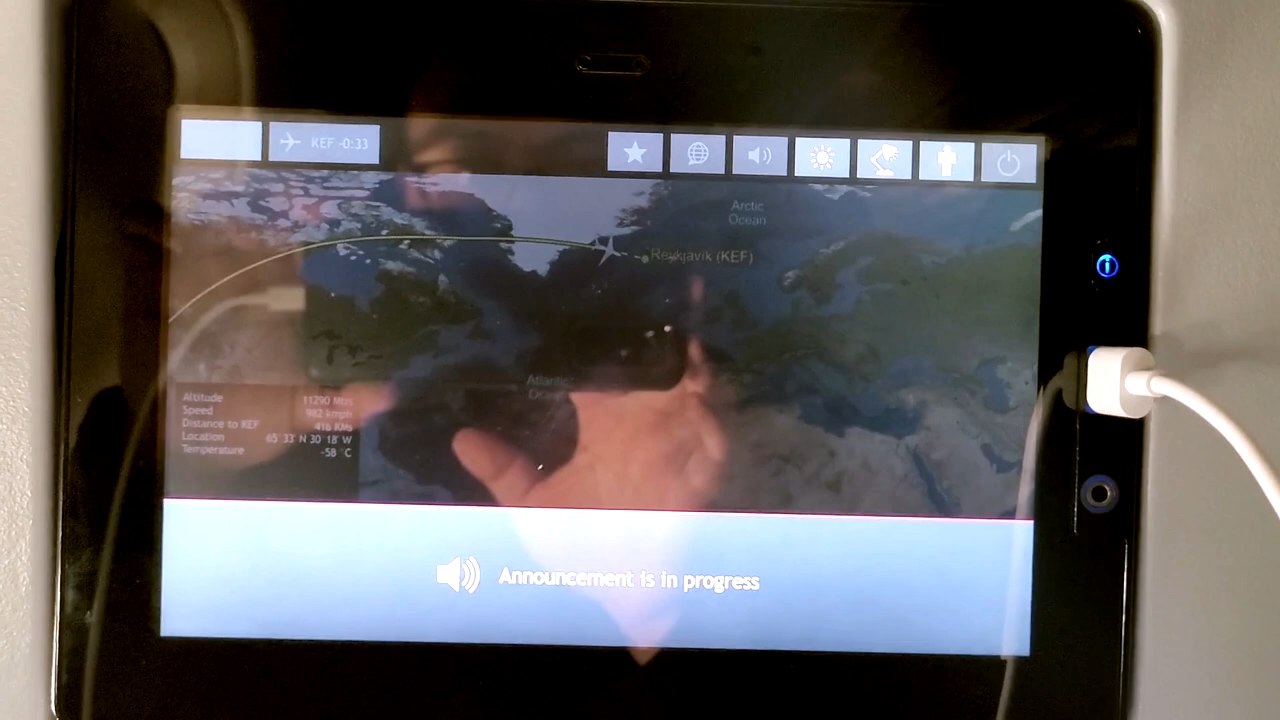 KEF -0:33
Arctic
Ocean
Reykjavik (KEF)
Atlantic
Ocean
Altitude 11290 Mtrs
Speed 982 kmph
Distance to KEF 416 KMs
Location 65 33' N 30 18' W
Temperature -58 °C
Announcement is in progress